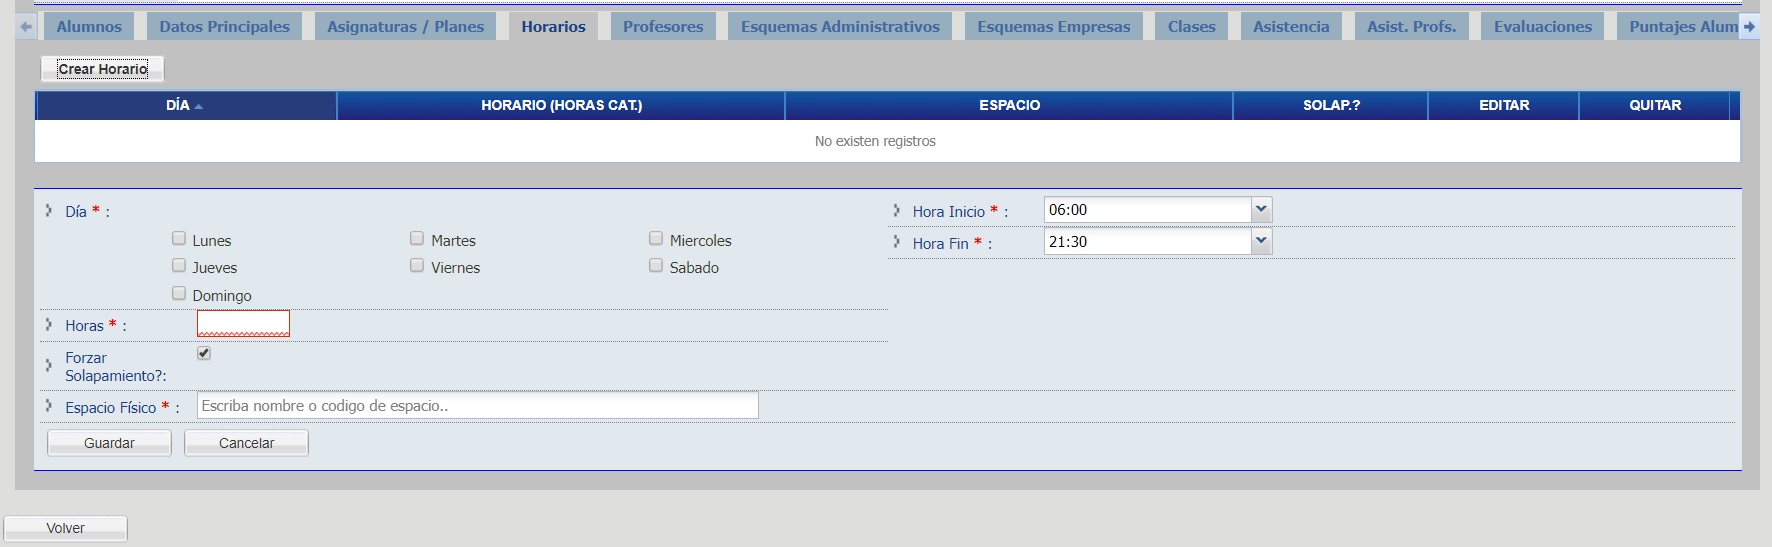 Alumnos Datos Principales Asignaturas / Planes Horarios Profesores Esquemas Administrativos Esquemas Empresas Clases Asistencia Asist. Profs. Evaluaciones Puntajes Alum
Crear Horario
DÍA HORARIO (HORAS CAT.) ESPACIO SOLAP.? EDITAR QUITAR
No existen registros
Día * : Hora Inicio * : 06:00
Lunes Martes Miercoles Hora Fin * : 21:30
Jueves Viernes Sabado
Domingo
Horas * :
Forzar
Solapamiento?:
Espacio Físico * : Escriba nombre o codigo de espacio..
Guardar Cancelar
Volver